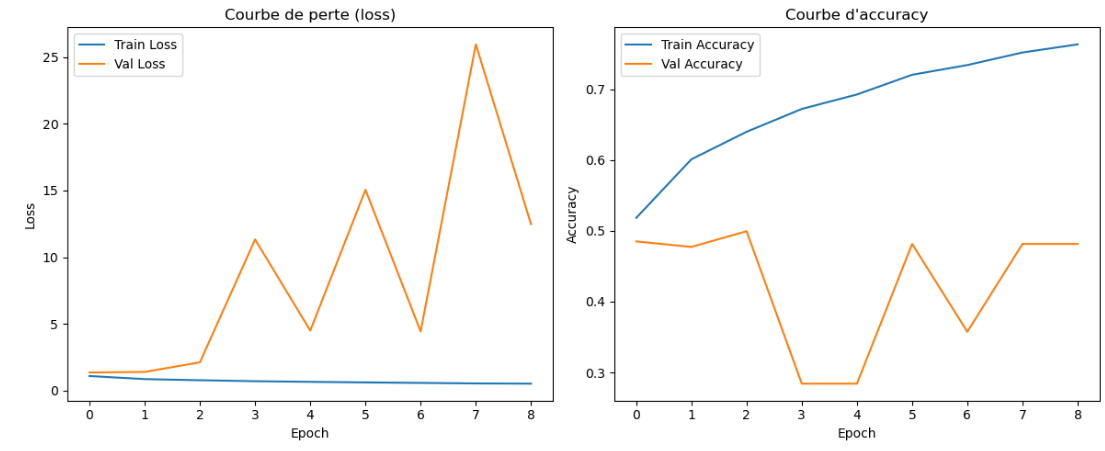 Courbe de perte (loss)
Train Loss
Val Loss
25
20
15
10
5
0
Loss
0 1 2 3 4 5 6 7 8
Epoch
Courbe d'accuracy
Train Accuracy
Val Accuracy
0.7
0.6
0.5
0.4
0.3
Accuracy
0 1 2 3 4 5 6 7 8
Epoch